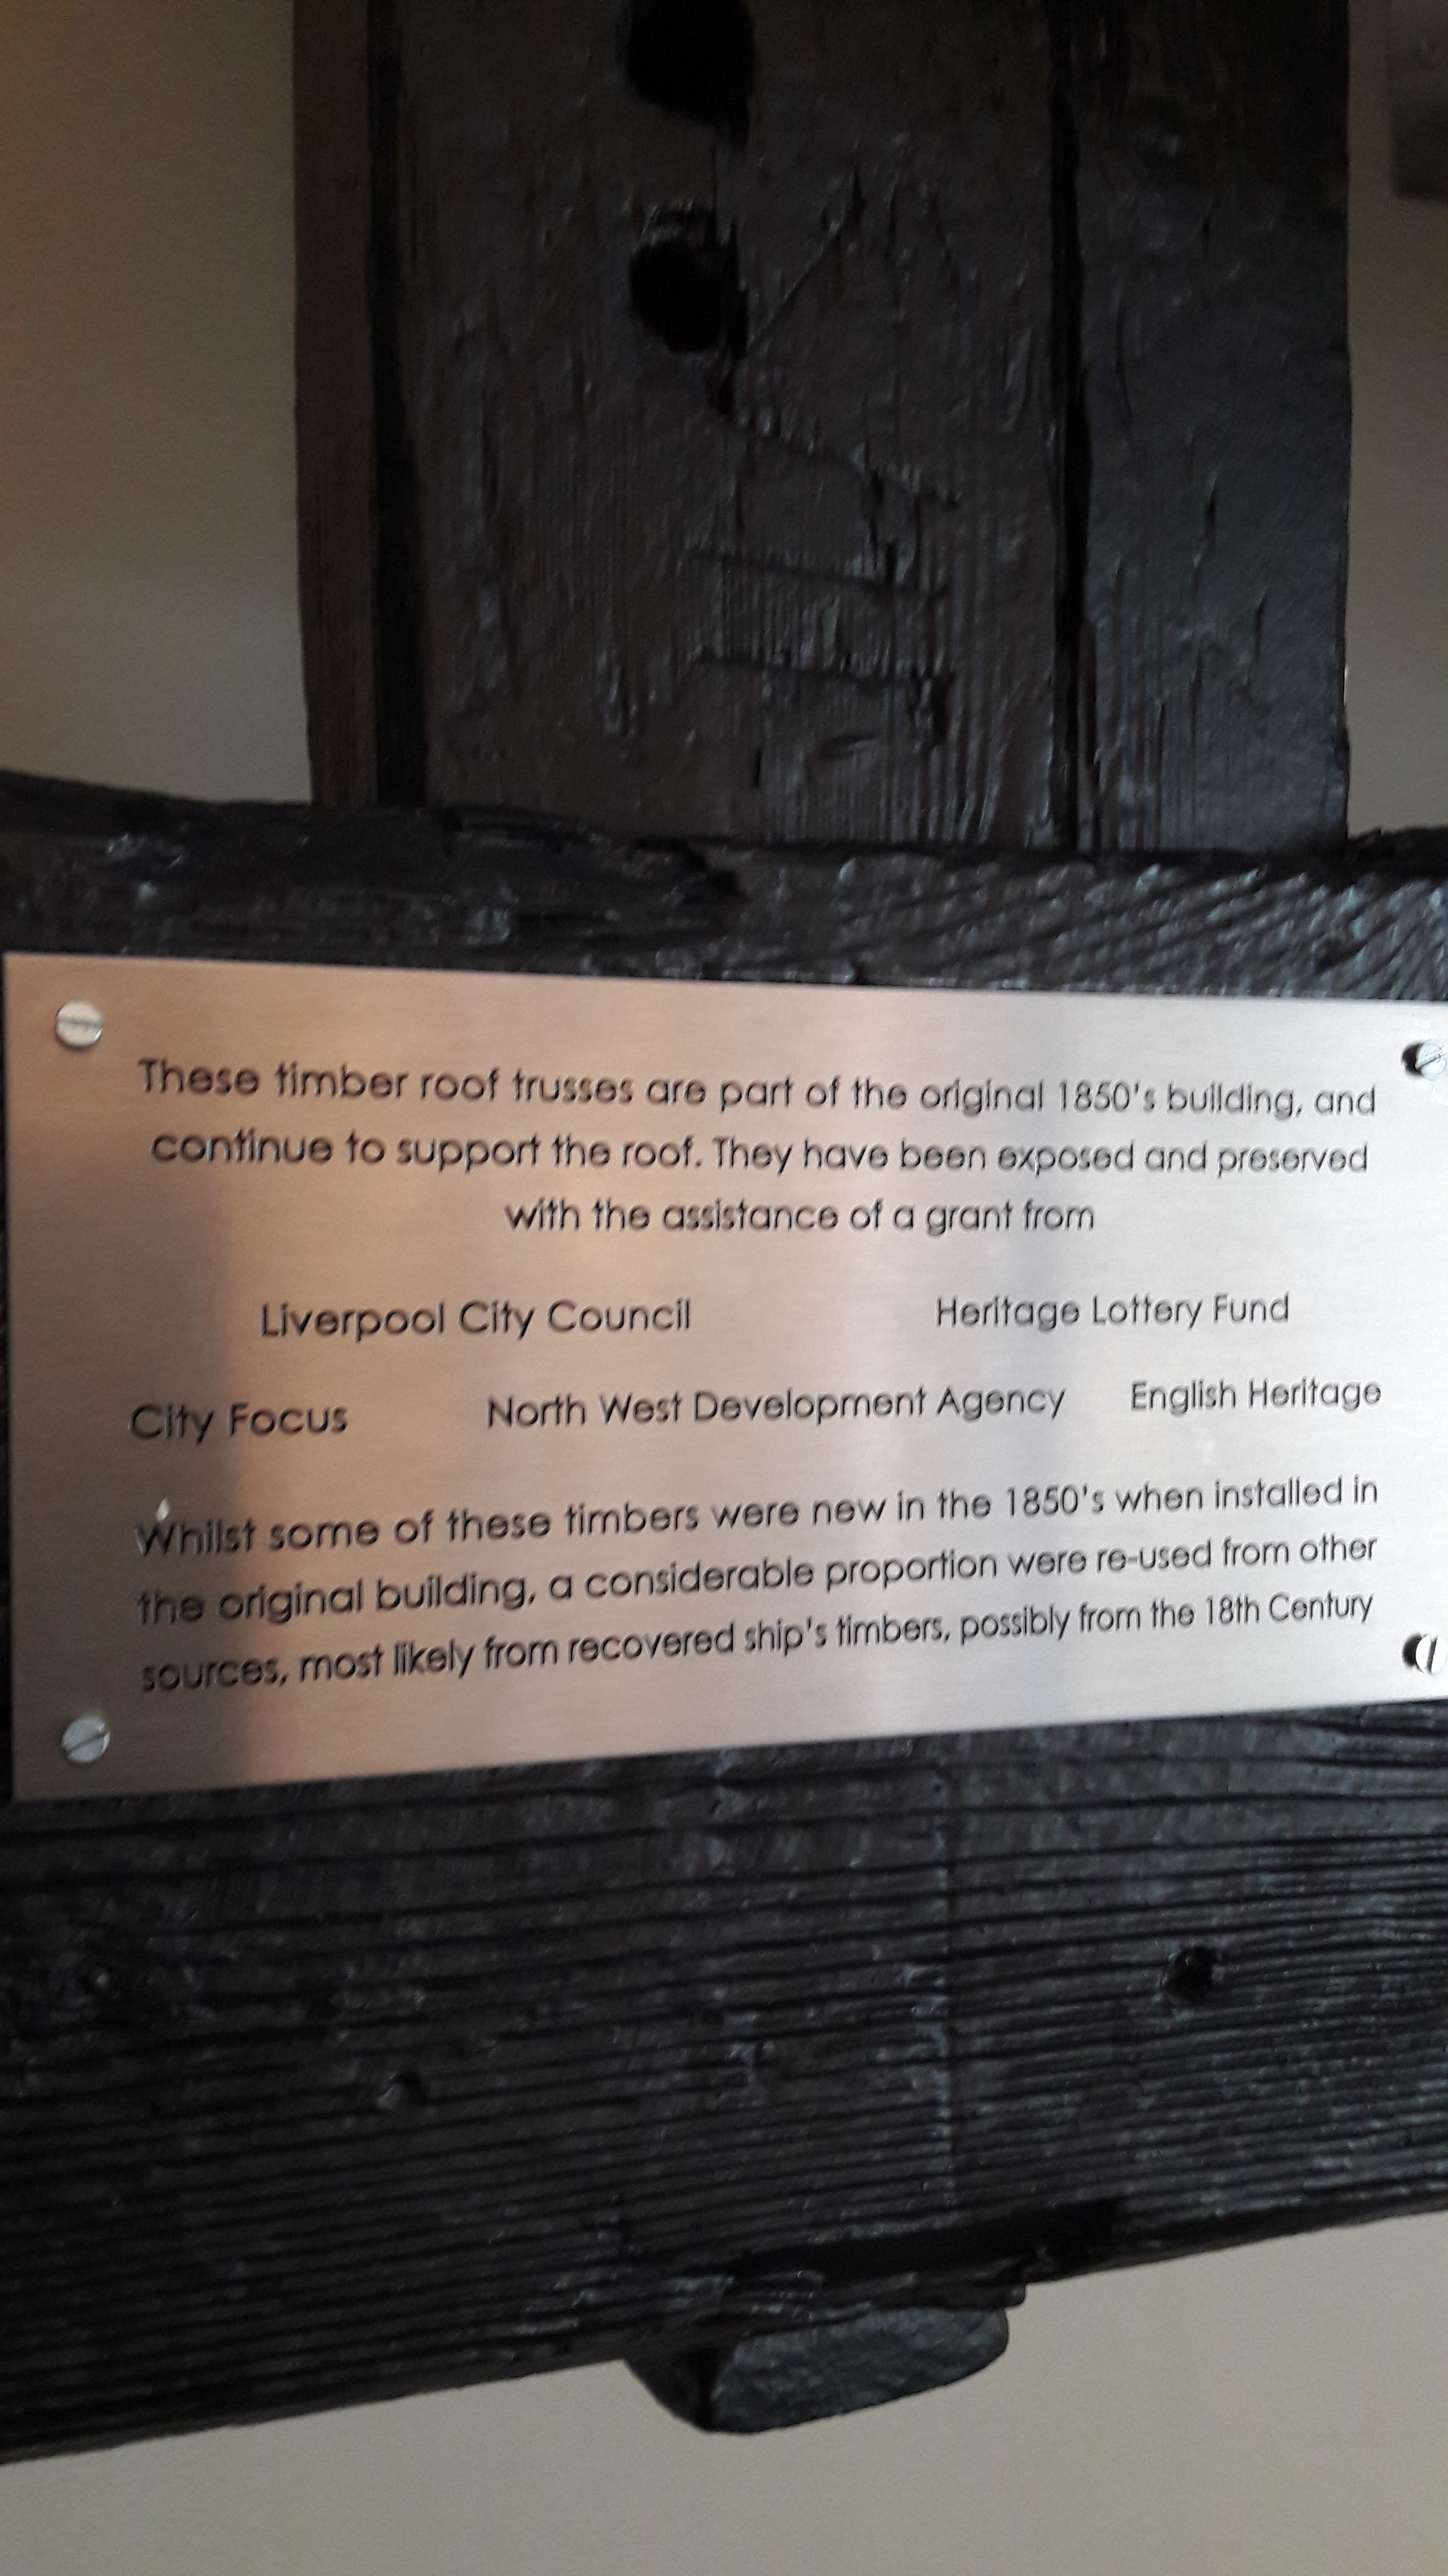 These timber roof trusses are part of the original 1850's building, and
continue to support the roof. They have been exposed and preserved
with the assistance of a grant from
Liverpool City Council Heritage Lottery Fund
City Focus North West Development Agency English Heritage
Whilst some of these timbers were new in the 1850's when installed in
the original building, a considerable proportion were re-used from other
sources, most likely from recovered ship's timbers, possibly from the 18th Century